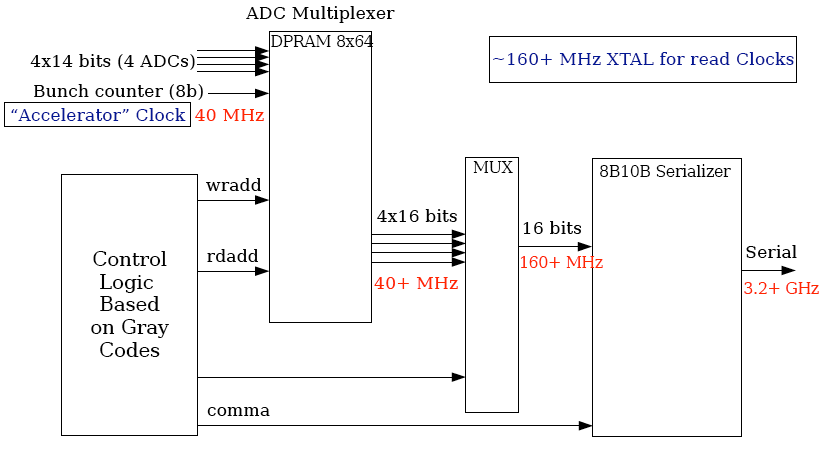 ADC Multiplexer
DPRAM 8x64
4x14 bits (4 ADCs)
~160+ MHz XTAL for read Clocks
Bunch counter (8b)
“Accelerator” Clock
40 MHz
MUX
8B10B Serializer
wradd
4x16 bits
16 bits
Control
Logic
Based
on Gray
Codes
rdadd
40+ MHz
160+ MHz
Serial
3.2+ GHz
comma